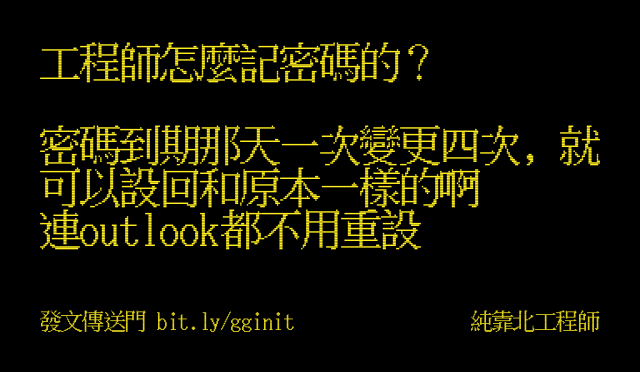 工程師怎麼記密碼的？
密碼到期那天一次變更四次，就
可以設回和原本一樣的啊
連outlook都不用重設
發文傳送門 bit.ly/gginit
純靠北工程師